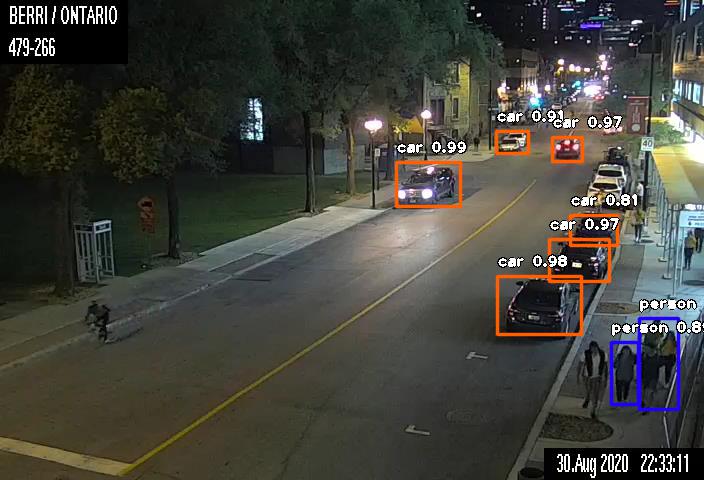 BERRI / ONTARIO
479-266
car 0.91
car 0.97
car 0.99
40
car 0.81
car 0.97
car 0.98
person
person 0.89
30.Aug 2020 22:33:11